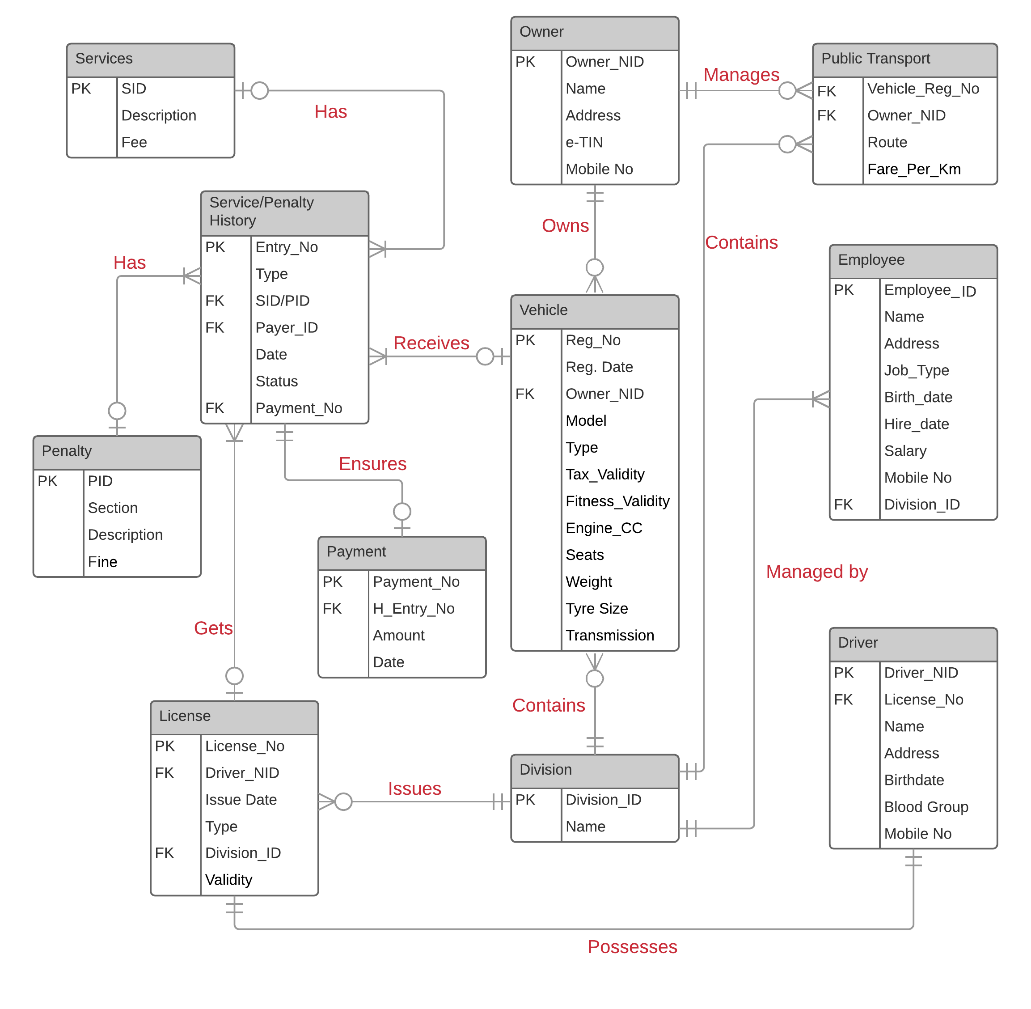 Services
PK SID
Description
Fee
Has
Owner
PK Owner_NID
Name
Address
e-TIN
Mobile No
Manages
Public Transport
FK Vehicle_Reg_No
FK Owner_NID
Route
Fare_Per_Km
Service/Penalty
History
PK Entry_No
Type
FK SID/PID
FK Payer_ID
Date
Status
FK Payment_No
Has
Owns
Contains
Receives
Vehicle
PK Reg_No
Reg. Date
FK Owner_NID
Model
Type
Tax_Validity
Fitness_Validity
Engine_CC
Seats
Weight
Tyre Size
Transmission
Employee
PK Employee_ID
Name
Address
Job_Type
Birth_date
Hire_date
Salary
Mobile No
FK Division_ID
Penalty
PK PID
Section
Description
Fine
Ensures
Payment
PK Payment_No
FK H_Entry_No
Amount
Date
Managed by
Gets
Driver
PK Driver_NID
FK License_No
Name
Address
Birthdate
Blood Group
Mobile No
License
PK License_No
FK Driver_NID
Issue Date
Type
FK Division_ID
Validity
Contains
Issues
Division
PK Division_ID
Name
Possesses